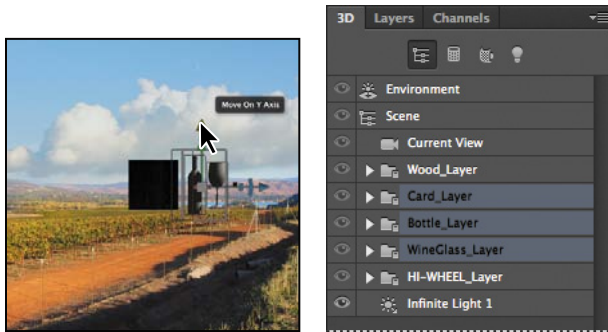 Move On Y Axis
3D Layers Channels
Environment
Scene
Current View
Wood_Layer
Card_Layer
Bottle_Layer
WineGlass_Layer
HI-WHEEL_Layer
Infinite Light 1